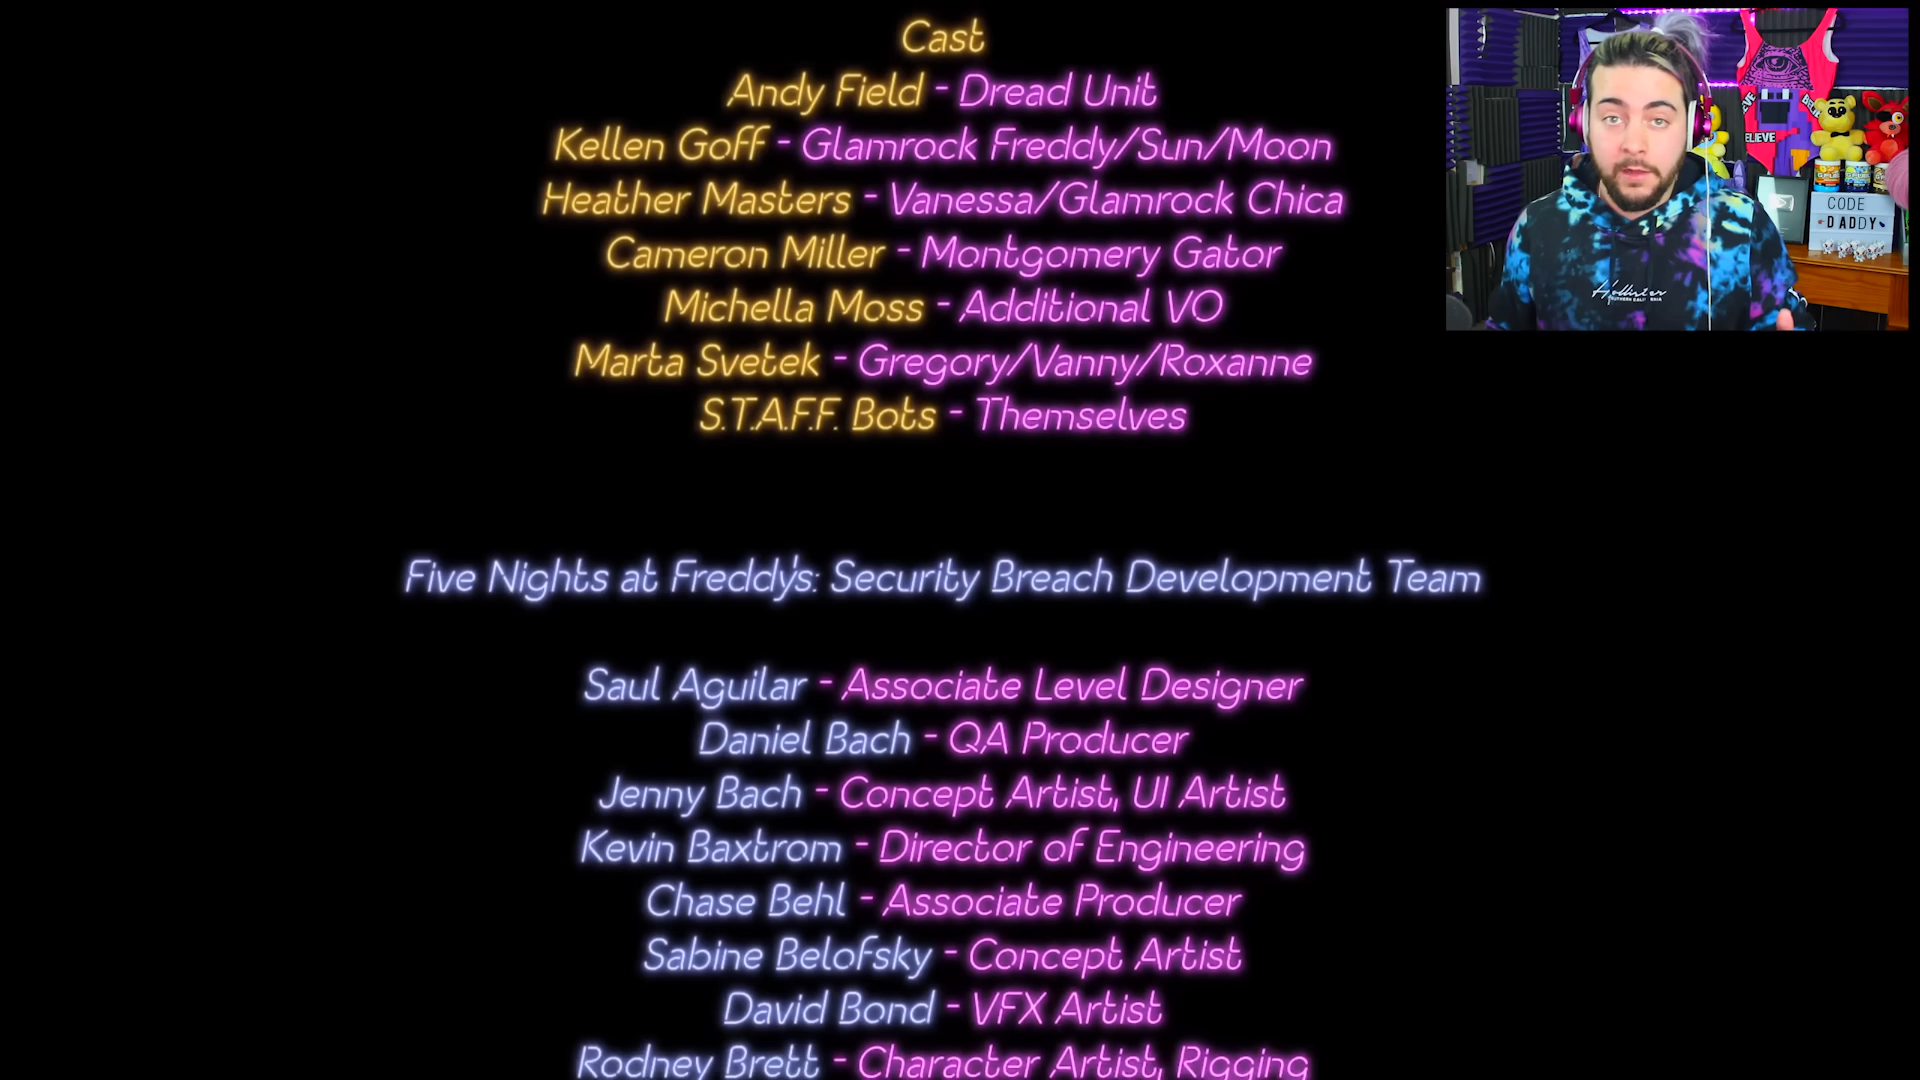 Cast
Andy Field - Dread Unit
Kellen Goff - Glamrock Freddy/Sun/Moon
Heather Masters - Vanessa/Glamrock Chica
Cameron Miller - Montgomery Gator
Michella Moss - Additional VO
Marta Svetek - Gregory/Vanny/Roxanne
S.T.A.F.F. Bots - Themselves
Five Nights at Freddy's: Security Breach Development Team
Saul Aguilar - Associate Level Designer
Daniel Bach - QA Producer
Jenny Bach - Concept Artist, UI Artist
Kevin Baxtrom - Director of Engineering
Chase Behl - Associate Producer
Sabine Belofsky - Concept Artist
David Bond - VFX Artist
Rodney Brett - Character Artist, Rigging
ELIEVE
CODE
DADDY
Hollister